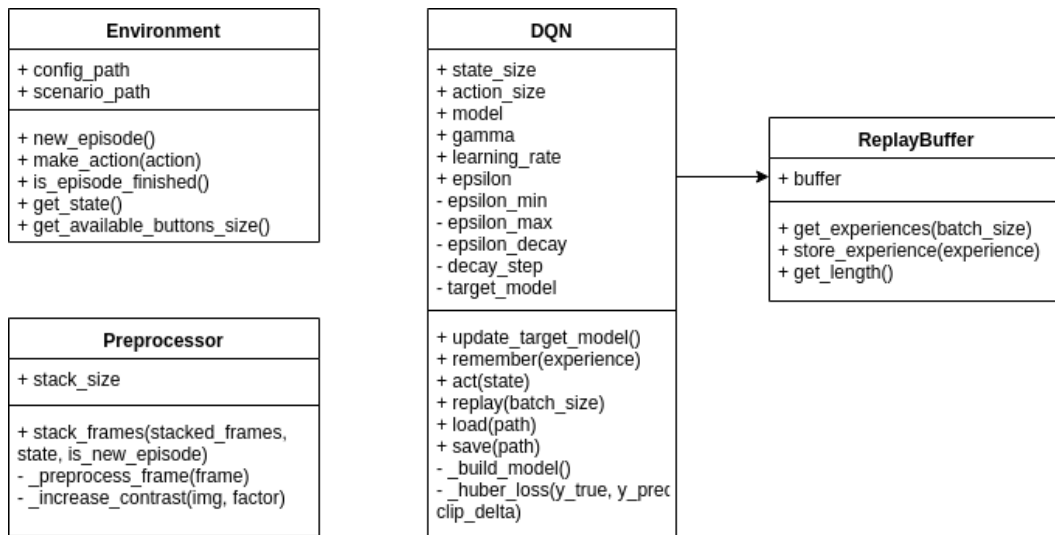 Environment
+ config_path
+ scenario_path
+ new_episode()
+ make_action(action)
+ is_episode_finished()
+ get_state()
+ get_available_buttons_size()
Preprocessor
+ stack_size
+ stack_frames(stacked_frames,
state, is_new_episode)
- _preprocess_frame(frame)
- _increase_contrast(img, factor)
DQN
+ state_size
+ action_size
+ model
+ gamma
+ learning_rate
+ epsilon
- epsilon_min
- epsilon_max
- epsilon_decay
- decay_step
- target_model
+ update_target_model()
+ remember(experience)
+ act(state)
+ replay(batch_size)
+ load(path)
+ save(path)
- _build_model()
- _huber_loss(y_true, y_pred
clip_delta)
ReplayBuffer
+ buffer
+ get_experiences(batch_size)
+ store_experience(experience)
+ get_length()